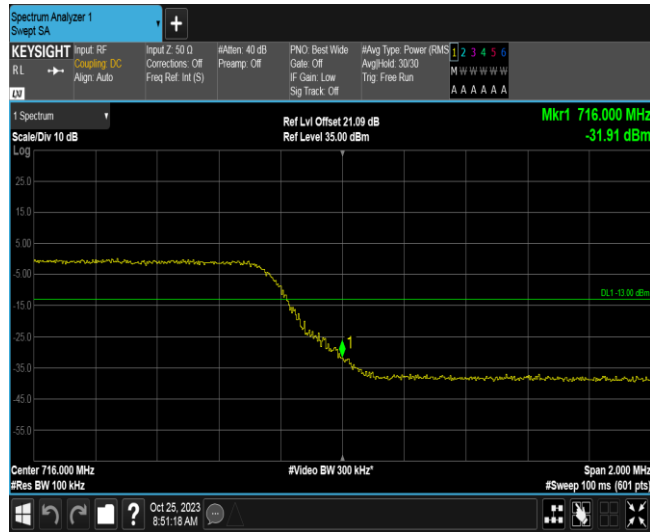 Spectrum Analyzer 1
Swept SA
+
KEYSIGHT Input: RF Input Z: 50 Ω #Atten: 40 dB PNO: Best Wide #Avg Type: Power (RMS 1 2 3 4 5 6
RL Coupling: DC Corrections: Off Preamp: Off Gate: Off Avg|Hold: 30/30 M W W W W W
Align: Auto Freq Ref: Int (S) IF Gain: Low Trig: Free Run
LXI Sig Track: Off A A A A A A
1 Spectrum Ref Lvl Offset 21.09 dB Mkr1 716.000 MHz
Scale/Div 10 dB Ref Level 35.00 dBm -31.91 dBm
Log
25.0
15.0
5.00
-5.00
DL1 -13.00 dBm
-15.0
-25.0
1
-35.0
-45.0
-55.0
Center 716.000 MHz #Video BW 300 kHz* Span 2.000 MHz
#Res BW 100 kHz #Sweep 100 ms (601 pts)
? Oct 25, 2023
8:51:18 AM